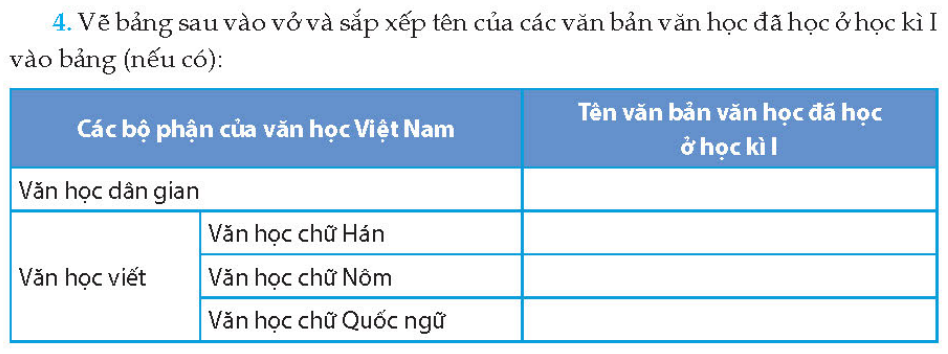 4. Vẽ bảng sau vào vở và sắp xếp tên của các văn bản văn học đã học ở học kì I
vào bảng (nếu có):
Các bộ phận của văn học Việt Nam
Tên văn bản văn học đã học
ở học kì I
Văn học dân gian
Văn học viết
Văn học chữ Hán
Văn học chữ Nôm
Văn học chữ Quốc ngữ